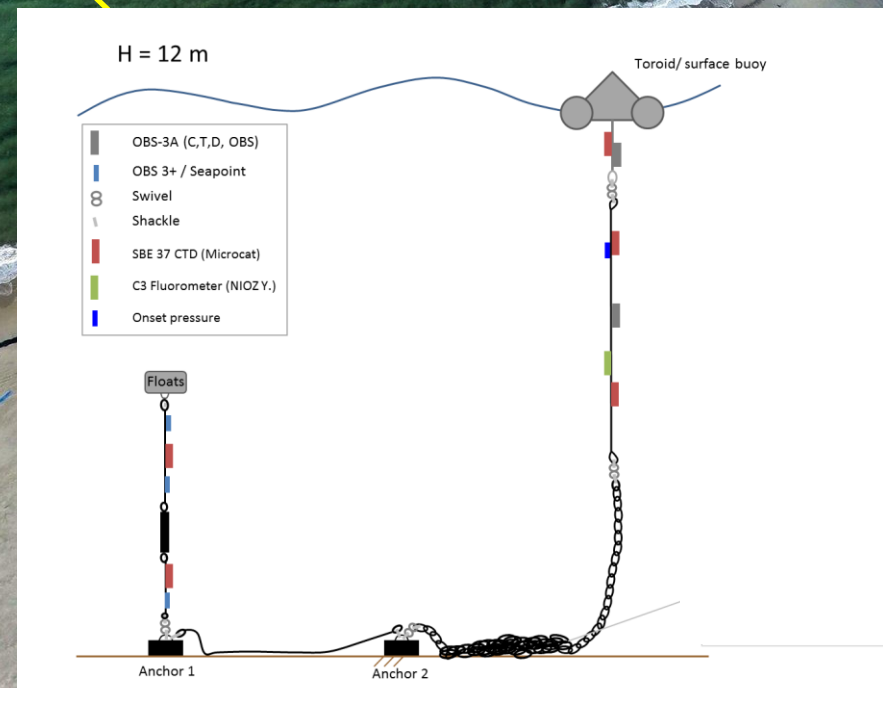 H = 12 m
Toroid/ surface buoy
OBS-3A (C,T,D, OBS)
OBS 3+ / Seapoint
Swivel
Shackle
SBE 37 CTD (Microcat)
C3 Fluorometer (NIOZ Y.)
Onset pressure
Floats
Anchor 1
Anchor 2